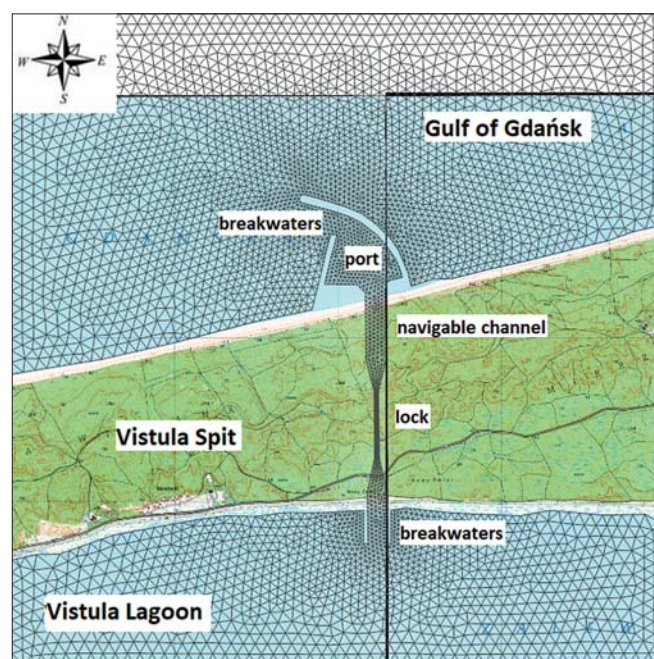 N
W E
S
Gulf of Gdańsk
breakwaters
port
navigable channel
lock
Vistula Spit
breakwaters
Vistula Lagoon